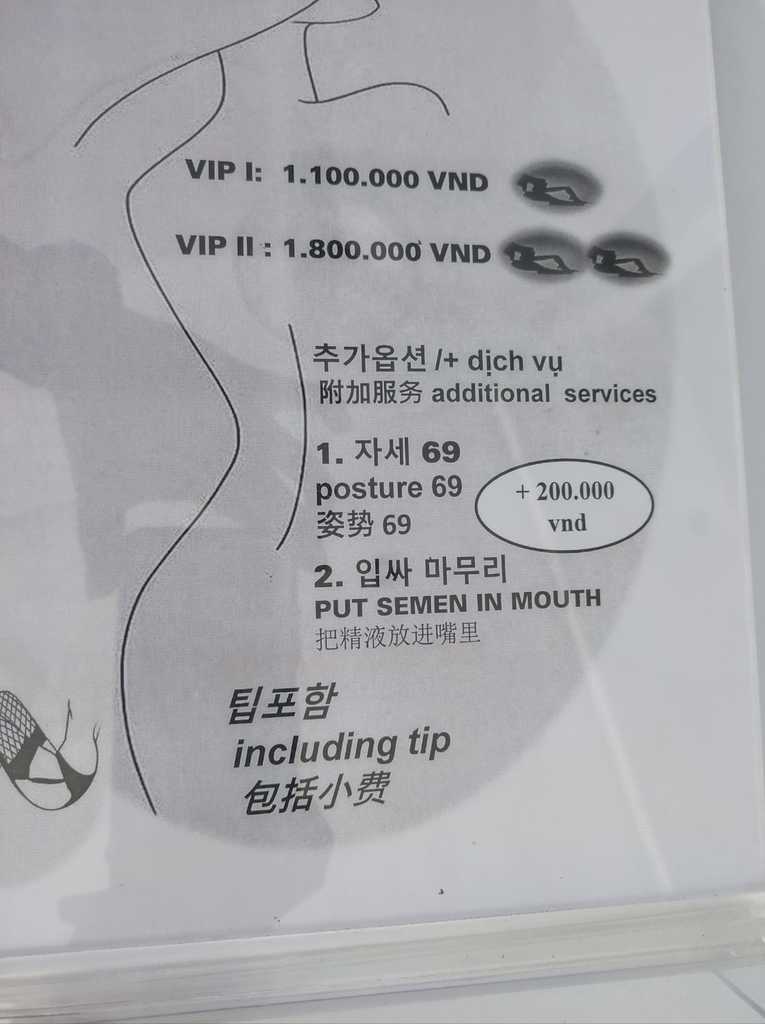 VIP I: 1.100.000 VND
VIP II : 1.800.000 VND
추가옵션 /+ dịch vụ
附加服务 additional services
1. 자세 69
posture 69
姿势 69
+ 200.000
vnd
2. 입싸 마무리
PUT SEMEN IN MOUTH
把精液放进嘴里
팁포함
including tip
包括小费